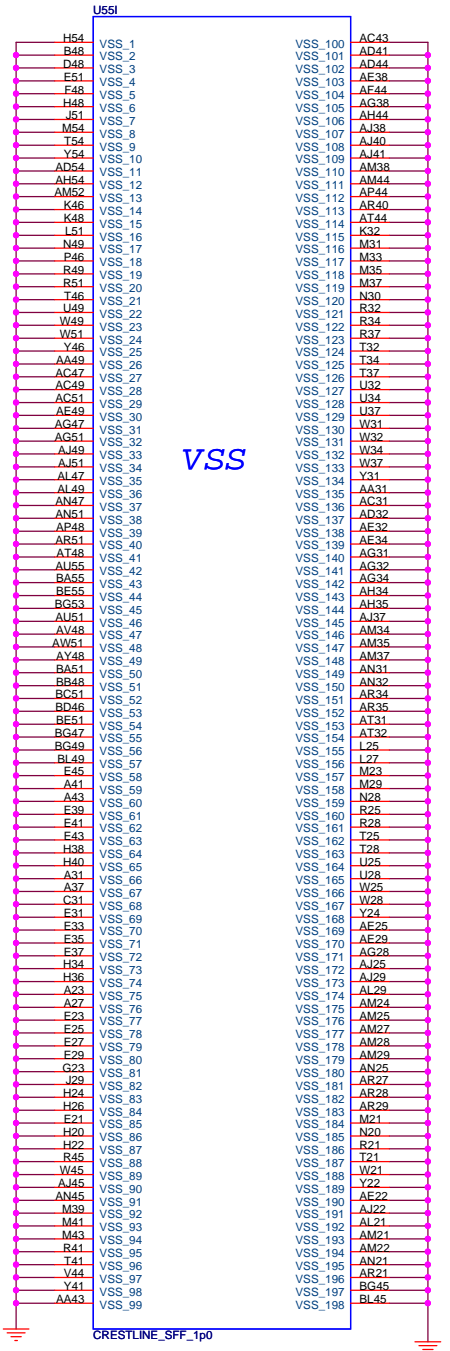 U55I
H54 VSS_1 VSS_100 AC43
B48 VSS_2 VSS_101 AD41
D48 VSS_3 VSS_102 AD44
E51 VSS_4 VSS_103 AE38
F48 VSS_5 VSS_104 AF44
H48 VSS_6 VSS_105 AG38
J51 VSS_7 VSS_106 AH44
M54 VSS_8 VSS_107 AJ38
T54 VSS_9 VSS_108 AJ40
Y54 VSS_10 VSS_109 AJ41
AD54 VSS_11 VSS_110 AM38
AH54 VSS_12 VSS_111 AM44
AM52 VSS_13 VSS_112 AP44
K46 VSS_14 VSS_113 AR40
K48 VSS_15 VSS_114 AT44
L51 VSS_16 VSS_115 K32
N49 VSS_17 VSS_116 M31
P46 VSS_18 VSS_117 M33
R49 VSS_19 VSS_118 M35
R51 VSS_20 VSS_119 M37
T46 VSS_21 VSS_120 N30
U49 VSS_22 VSS_121 R32
W49 VSS_23 VSS_122 R34
W51 VSS_24 VSS_123 R37
Y46 VSS_25 VSS_124 T32
AA49 VSS_26 VSS_125 T34
AC47 VSS_27 VSS_126 T37
AC49 VSS_28 VSS_127 U32
AC51 VSS_29 VSS_128 U34
AE49 VSS_30 VSS_129 U37
AG47 VSS_31 VSS_130 W31
AG51 VSS_32 VSS_131 W32
AJ49 VSS_33 VSS_132 W34
VSS
AJ51 VSS_34 VSS_133 W37
AL47 VSS_35 VSS_134 Y31
AL49 VSS_36 VSS_135 AA31
AN47 VSS_37 VSS_136 AC31
AN51 VSS_38 VSS_137 AD32
AP48 VSS_39 VSS_138 AE32
AR51 VSS_40 VSS_139 AE34
AT48 VSS_41 VSS_140 AG31
AU55 VSS_42 VSS_141 AG32
BA55 VSS_43 VSS_142 AG34
BE55 VSS_44 VSS_143 AH34
BG53 VSS_45 VSS_144 AH35
AU51 VSS_46 VSS_145 AJ37
AV48 VSS_47 VSS_146 AM34
AW51 VSS_48 VSS_147 AM35
AY48 VSS_49 VSS_148 AM37
BA51 VSS_50 VSS_149 AN31
BB48 VSS_51 VSS_150 AN32
BC51 VSS_52 VSS_151 AR34
BD46 VSS_53 VSS_152 AR35
BE51 VSS_54 VSS_153 AT31
BG47 VSS_55 VSS_154 AT32
BG49 VSS_56 VSS_155 L25
BL49 VSS_57 VSS_156 L27
E45 VSS_58 VSS_157 M23
A41 VSS_59 VSS_158 M29
A43 VSS_60 VSS_159 N28
E39 VSS_61 VSS_160 R25
E41 VSS_62 VSS_161 R28
E43 VSS_63 VSS_162 T25
H38 VSS_64 VSS_163 T28
H40 VSS_65 VSS_164 U25
A31 VSS_66 VSS_165 U28
A37 VSS_67 VSS_166 W25
C31 VSS_68 VSS_167 W28
E31 VSS_69 VSS_168 Y24
E33 VSS_70 VSS_169 AE25
E35 VSS_71 VSS_170 AE29
E37 VSS_72 VSS_171 AG28
H34 VSS_73 VSS_172 AJ25
H36 VSS_74 VSS_173 AJ29
A23 VSS_75 VSS_174 AL29
A27 VSS_76 VSS_175 AM24
E23 VSS_77 VSS_176 AM25
E25 VSS_78 VSS_177 AM27
E27 VSS_79 VSS_178 AM28
E29 VSS_80 VSS_179 AM29
G23 VSS_81 VSS_180 AN25
J29 VSS_82 VSS_181 AR27
H24 VSS_83 VSS_182 AR28
H26 VSS_84 VSS_183 AR29
E21 VSS_85 VSS_184 M21
H20 VSS_86 VSS_185 N20
H22 VSS_87 VSS_186 R21
R45 VSS_88 VSS_187 T21
W45 VSS_89 VSS_188 W21
AJ45 VSS_90 VSS_189 Y22
AN45 VSS_91 VSS_190 AE22
M39 VSS_92 VSS_191 AJ22
M41 VSS_93 VSS_192 AL21
M43 VSS_94 VSS_193 AM21
R41 VSS_95 VSS_194 AM22
T41 VSS_96 VSS_195 AN21
V44 VSS_97 VSS_196 AR21
Y41 VSS_98 VSS_197 BG45
AA43 VSS_99 VSS_198 BL45
CRESTLINE_SFF_1p0